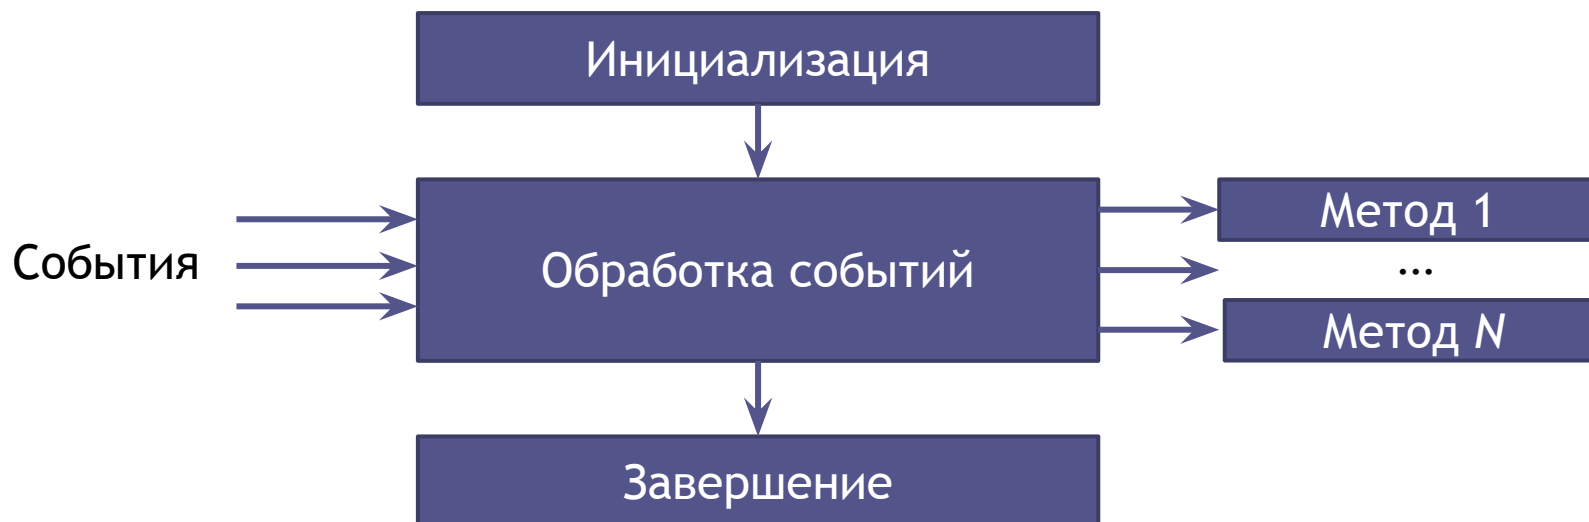 Инициализация
События
Обработка событий
Метод 1
...
Метод N
Завершение